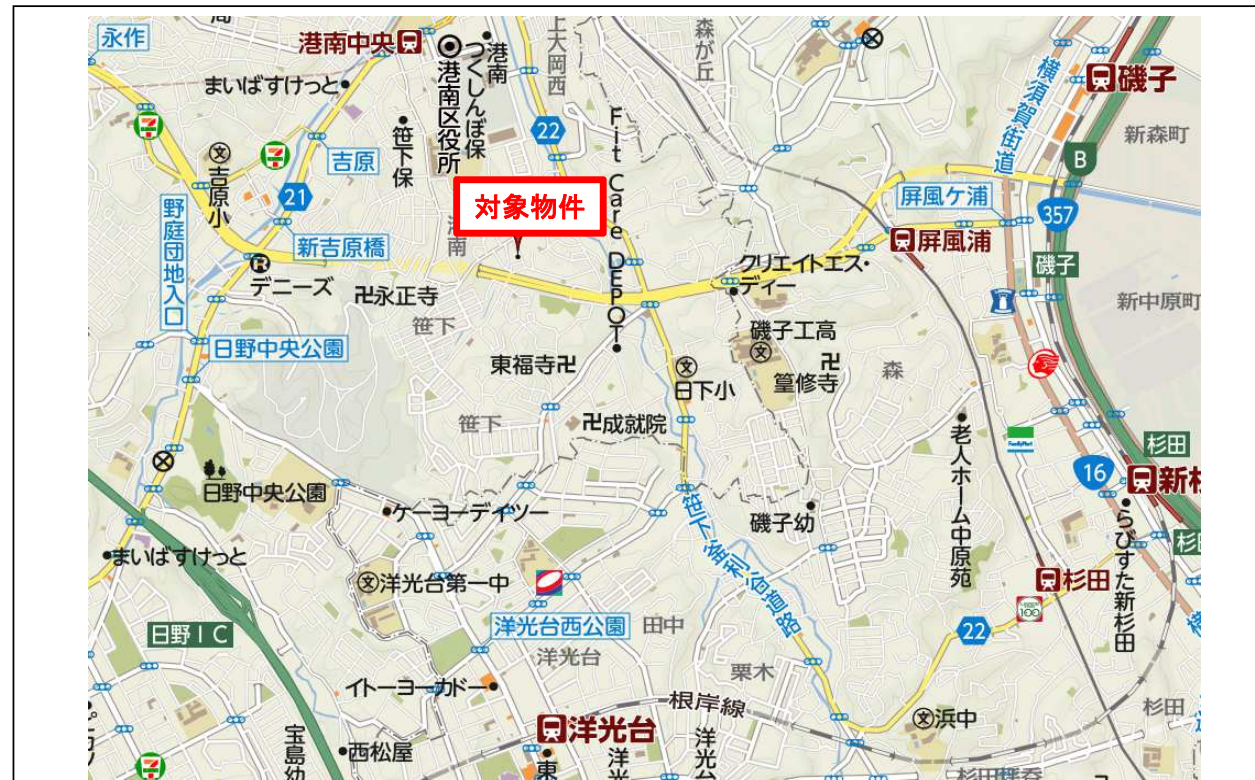 永作
港南中央
港南
つくしんぼ保
港南区役所
上大岡西
森が丘
横須賀街道
磯子
まいばすけっと
笹下保
22
Fit Care DEPOT
新森町
B
吉原小
吉原
21
対象物件
屏風ケ浦
357
野庭団地入口
新吉原橋
屏風浦
磯子
デニーズ
卍永正寺
クリエイトエス・ディー
新中原町
笹下
日野中央公園
東福寺卍
磯子工高
卍
篁修寺
森
日下小
笹下
卍成就院
老人ホーム中原苑
FamilyMart
杉田
16
日野中央公園
ケーヨーデイツー
笹下釜利谷道路
磯子幼
らびすた新杉田
まいばすけっと
洋光台第一中
杉田
100
日野IC
洋光台西公園
田中
22
洋光台
栗木
イトーヨーカドー
根岸線
杉田
洋光台
浜中
宝島幼
西松屋
東